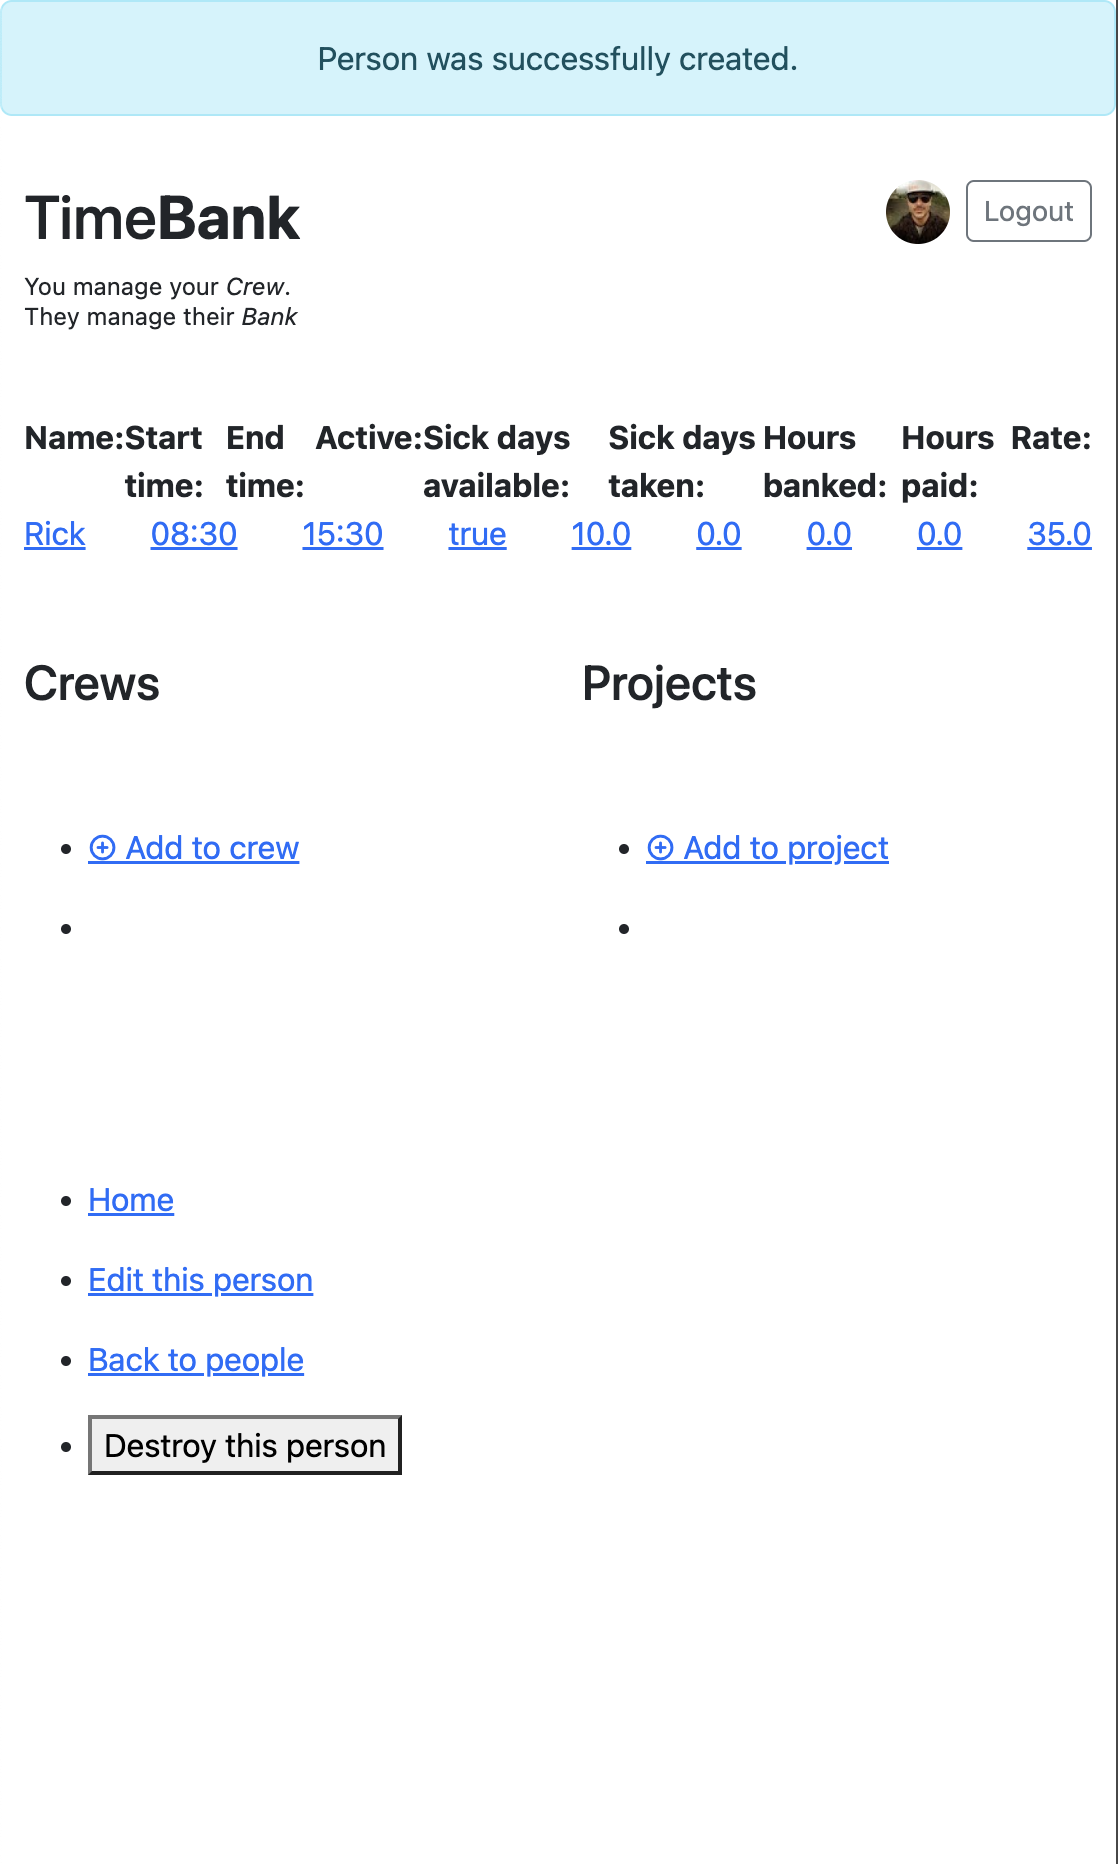 Person was successfully created.
TimeBank
Logout
You manage your Crew.
They manage their Bank
Name: Start time: End time: Active: Sick days available: Sick days taken: Hours banked: Hours paid: Rate:
Rick 08:30 15:30 true 10.0 0.0 0.0 0.0 35.0
Crews
Projects
Add to crew
Add to project
Home
Edit this person
Back to people
Destroy this person